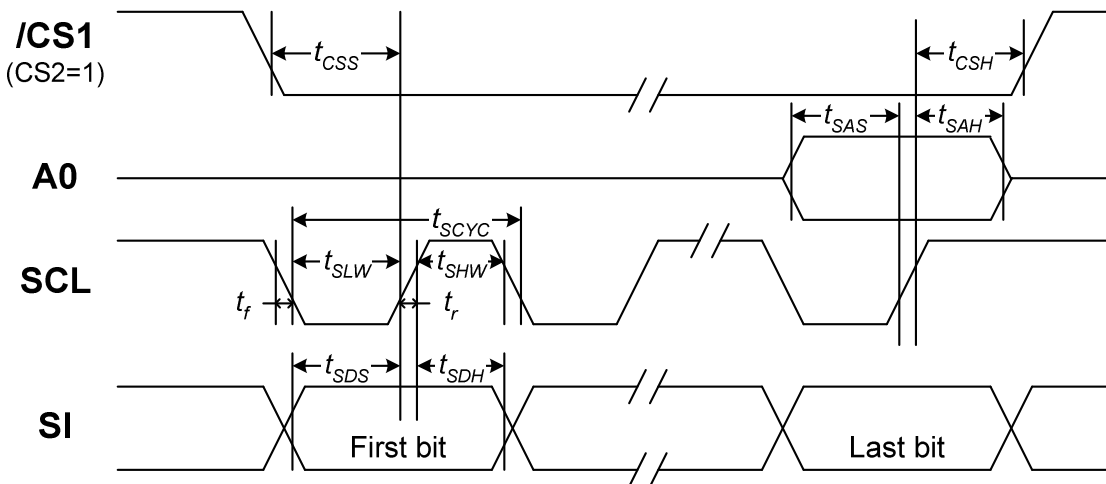 /CS1
(CS2=1)
tCSS
tCSH
tSAS
tSAH
A0
tSCYC
tSLW
tSHW
SCL
tf
tr
tSDS
tSDH
SI
First bit
Last bit